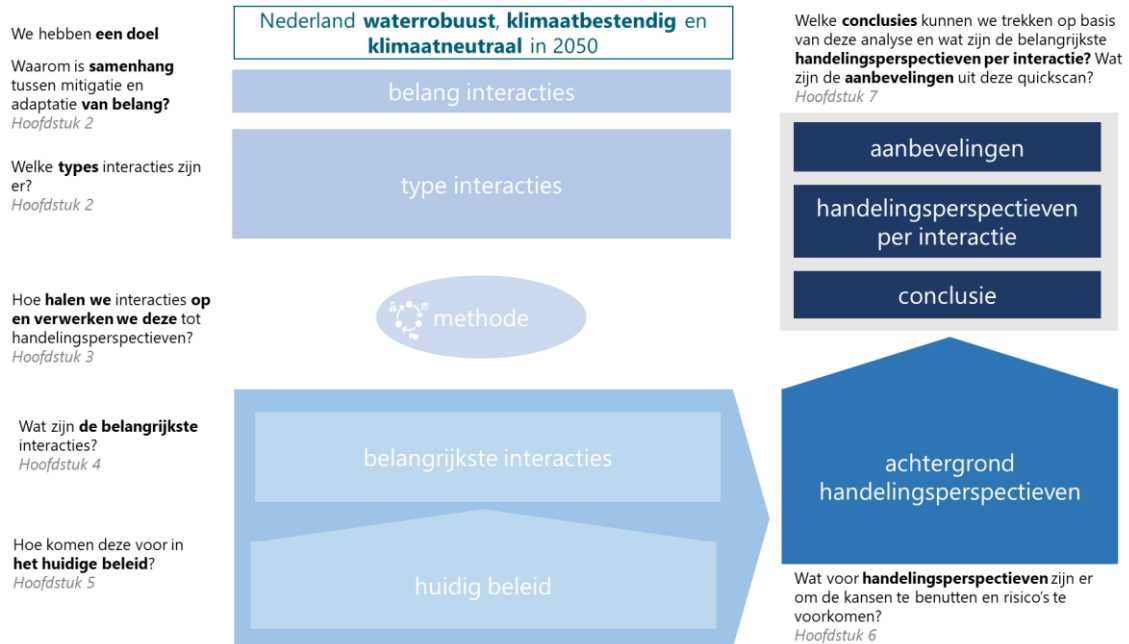 We hebben een doel
Waarom is samenhang
tussen mitigatie en
adaptatie van belang?
Hoofdstuk 2
Welke types interacties zijn
er?
Hoofdstuk 2
Hoe halen we interacties op
en verwerken we deze tot
handelingsperspectieven?
Hoofdstuk 3
Wat zijn de belangrijkste
interacties?
Hoofdstuk 4
Hoe komen deze voor in
het huidige beleid?
Hoofdstuk 5
Nederland waterrobuust, klimaatbestendig en
klimaatneutraal in 2050
belang interacties
type interacties
methode
belangrijkste interacties
huidig beleid
Welke conclusies kunnen we trekken op basis
van deze analyse en wat zijn de belangrijkste
handelingsperspectieven per interactie? Wat
zijn de aanbevelingen uit deze quickscan?
Hoofdstuk 7
aanbevelingen
handelingsperspectieven
per interactie
conclusie
achtergrond
handelingsperspectieven
Wat voor handelingsperspectieven zijn er
om de kansen te benutten en risico's te
voorkomen?
Hoofdstuk 6